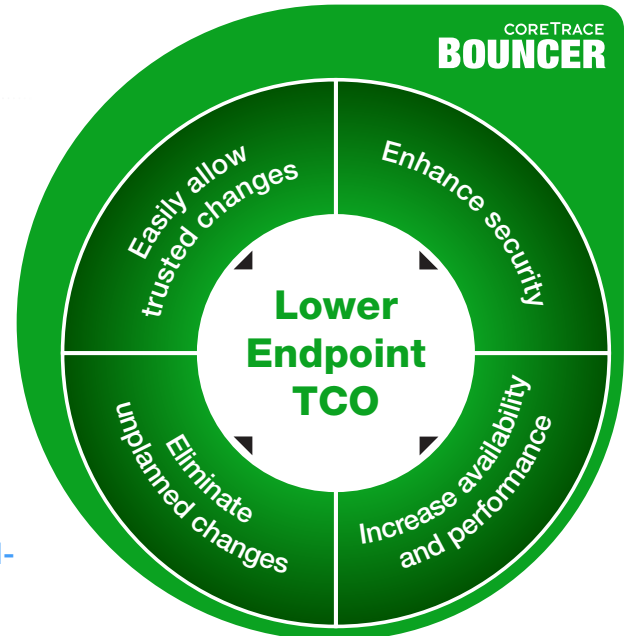 CORETRACE
BOUNCER
Easily allow
trusted changes
Enhance security
Lower
Endpoint
TCO
Eliminate
unplanned changes
Increase availability
and performance